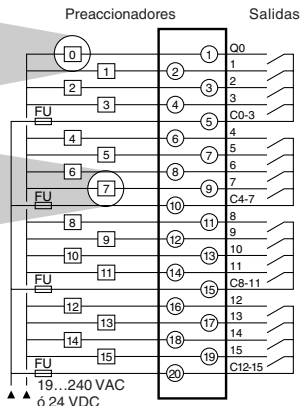 Preaccionadores Salidas
0 1 Q0
1 2 1
2 3 2
3 4 3
FU 5 C0-3
4 6 4
5 7 5
6 8 6
7 9 7
FU 10 C4-7
8 11 8
9 12 9
10 13 10
11 14 11
FU 15 C8-11
12 16 12
13 17 13
14 18 14
15 19 15
FU 20 C12-15
19...240 VAC
ó 24 VDC